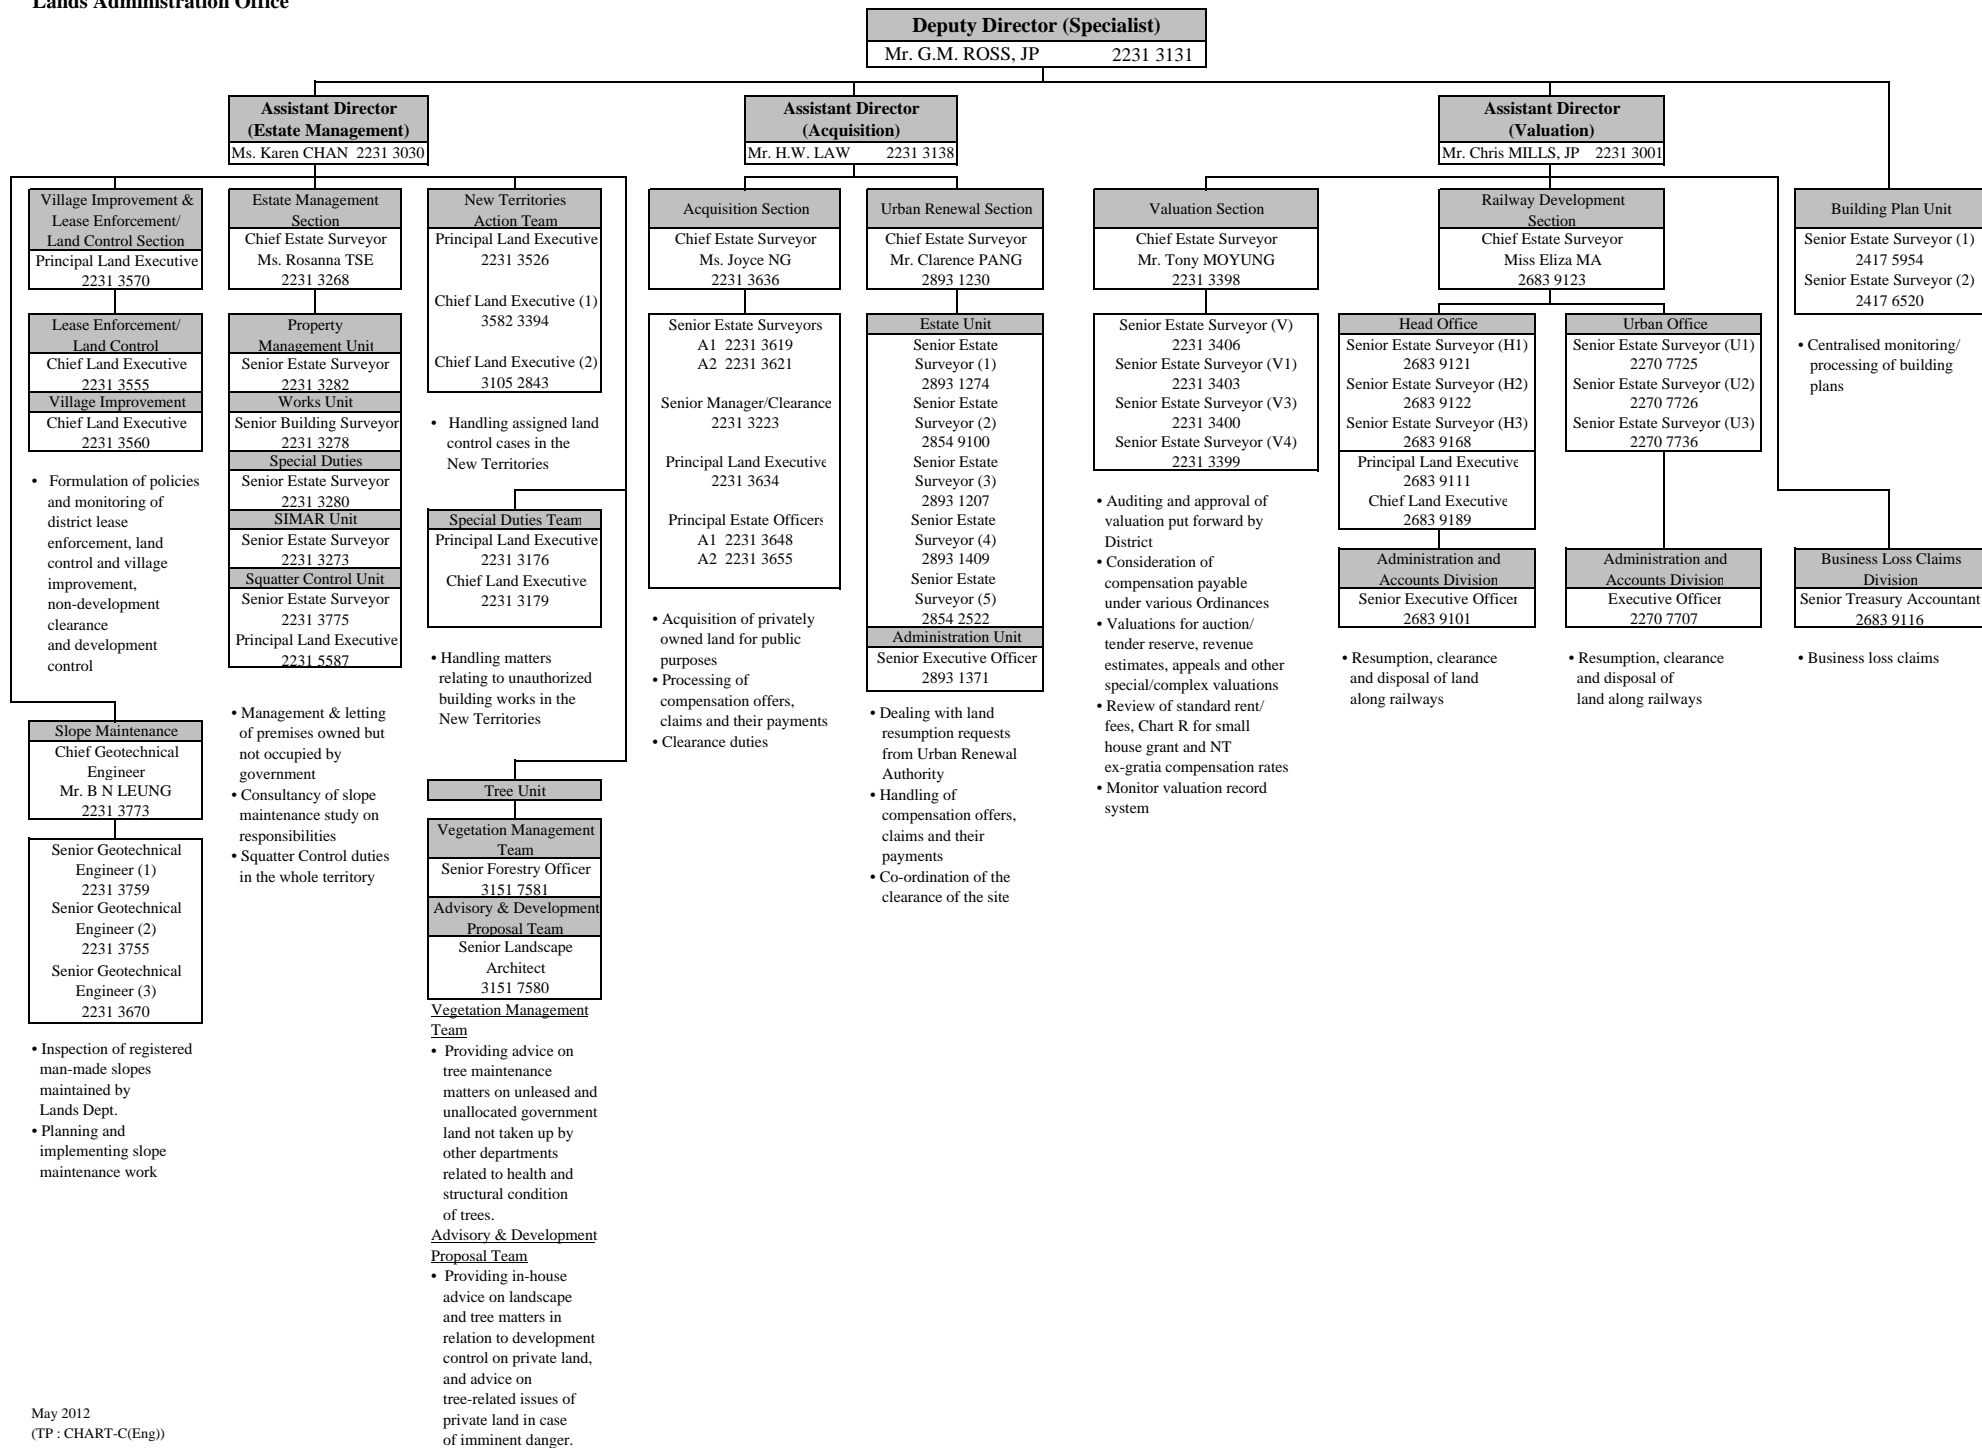 Lands Administration Office
Deputy Director (Specialist)
Mr. G.M. ROSS, JP 2231 3131
Assistant Director
(Estate Management)
Ms. Karen CHAN 2231 3030
Assistant Director
(Acquisition)
Mr. H.W. LAW 2231 3138
Assistant Director
(Valuation)
Mr. Chris MILLS, JP 2231 3001
Village Improvement &
Lease Enforcement/
Land Control Section
Principal Land Executive
2231 3570
Lease Enforcement/
Land Control
Chief Land Executive
2231 3555
Village Improvement
Chief Land Executive
2231 3560
• Formulation of policies
and monitoring of
district lease
enforcement, land
control and village
improvement,
non-development
clearance
and development
control
Slope Maintenance
Chief Geotechnical
Engineer
Mr. B N LEUNG
2231 3773
Senior Geotechnical
Engineer (1)
2231 3759
Senior Geotechnical
Engineer (2)
2231 3755
Senior Geotechnical
Engineer (3)
2231 3670
• Inspection of registered
man-made slopes
maintained by
Lands Dept.
• Planning and
implementing slope
maintenance work
Estate Management
Section
Chief Estate Surveyor
Ms. Rosanna TSE
2231 3268
Property
Management Unit
Senior Estate Surveyor
2231 3282
Works Unit
Senior Building Surveyor
2231 3278
Special Duties
Senior Estate Surveyor
2231 3280
SIMAR Unit
Senior Estate Surveyor
2231 3273
Squatter Control Unit
Senior Estate Surveyor
2231 3775
Principal Land Executive
2231 5587
• Management & letting
of premises owned but
not occupied by
government
• Consultancy of slope
maintenance study on
responsibilities
• Squatter Control duties
in the whole territory
New Territories
Action Team
Principal Land Executive
2231 3526
Chief Land Executive (1)
3582 3394
Chief Land Executive (2)
3105 2843
• Handling assigned land
control cases in the
New Territories
Special Duties Team
Principal Land Executive
2231 3176
Chief Land Executive
2231 3179
• Handling matters
relating to unauthorized
building works in the
New Territories
Tree Unit
Vegetation Management
Team
Senior Forestry Officer
3151 7581
Advisory & Development
Proposal Team
Senior Landscape
Architect
3151 7580
Vegetation Management
Team
• Providing advice on
tree maintenance
matters on unleased and
unallocated government
land not taken up by
other departments
related to health and
structural condition
of trees.
Advisory & Development
Proposal Team
• Providing in-house
advice on landscape
and tree matters in
relation to development
control on private land,
and advice on
tree-related issues of
private land in case
of imminent danger.
Acquisition Section
Chief Estate Surveyor
Ms. Joyce NG
2231 3636
Senior Estate Surveyors
A1 2231 3619
A2 2231 3621
Senior Manager/Clearance
2231 3223
Principal Land Executive
2231 3634
Principal Estate Officers
A1 2231 3648
A2 2231 3655
• Acquisition of privately
owned land for public
purposes
• Processing of
compensation offers,
claims and their payments
• Clearance duties
Urban Renewal Section
Chief Estate Surveyor
Mr. Clarence PANG
2893 1230
Estate Unit
Senior Estate
Surveyor (1)
2893 1274
Senior Estate
Surveyor (2)
2854 9100
Senior Estate
Surveyor (3)
2893 1207
Senior Estate
Surveyor (4)
2893 1409
Senior Estate
Surveyor (5)
2854 2522
Administration Unit
Senior Executive Officer
2893 1371
• Dealing with land
resumption requests
from Urban Renewal
Authority
• Handling of
compensation offers,
claims and their
payments
• Co-ordination of the
clearance of the site
Valuation Section
Chief Estate Surveyor
Mr. Tony MOYUNG
2231 3398
Senior Estate Surveyor (V)
2231 3406
Senior Estate Surveyor (V1)
2231 3403
Senior Estate Surveyor (V3)
2231 3400
Senior Estate Surveyor (V4)
2231 3399
• Auditing and approval of
valuation put forward by
District
• Consideration of
compensation payable
under various Ordinances
• Valuations for auction/
tender reserve, revenue
estimates, appeals and other
special/complex valuations
• Review of standard rent/
fees, Chart R for small
house grant and NT
ex-gratia compensation rates
• Monitor valuation record
system
Railway Development
Section
Chief Estate Surveyor
Miss Eliza MA
2683 9123
Head Office
Senior Estate Surveyor (H1)
2683 9121
Senior Estate Surveyor (H2)
2683 9122
Senior Estate Surveyor (H3)
2683 9168
Principal Land Executive
2683 9111
Chief Land Executive
2683 9189
Administration and
Accounts Division
Senior Executive Officer
2683 9101
• Resumption, clearance
and disposal of land
along railways
Urban Office
Senior Estate Surveyor (U1)
2270 7725
Senior Estate Surveyor (U2)
2270 7726
Senior Estate Surveyor (U3)
2270 7736
Administration and
Accounts Division
Executive Officer
2270 7707
• Resumption, clearance
and disposal of
land along railways
Building Plan Unit
Senior Estate Surveyor (1)
2417 5954
Senior Estate Surveyor (2)
2417 6520
• Centralised monitoring/
processing of building
plans
Business Loss Claims
Division
Senior Treasury Accountant
2683 9116
• Business loss claims
May 2012
(TP : CHART-C(Eng))